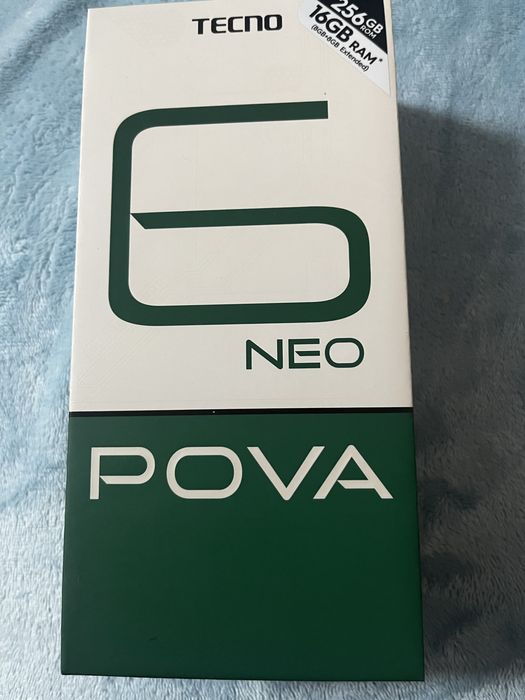 TECNO
256GB
ROM
16GB RAM*
(8GB+8GB Extended)
6
NEO
POVA